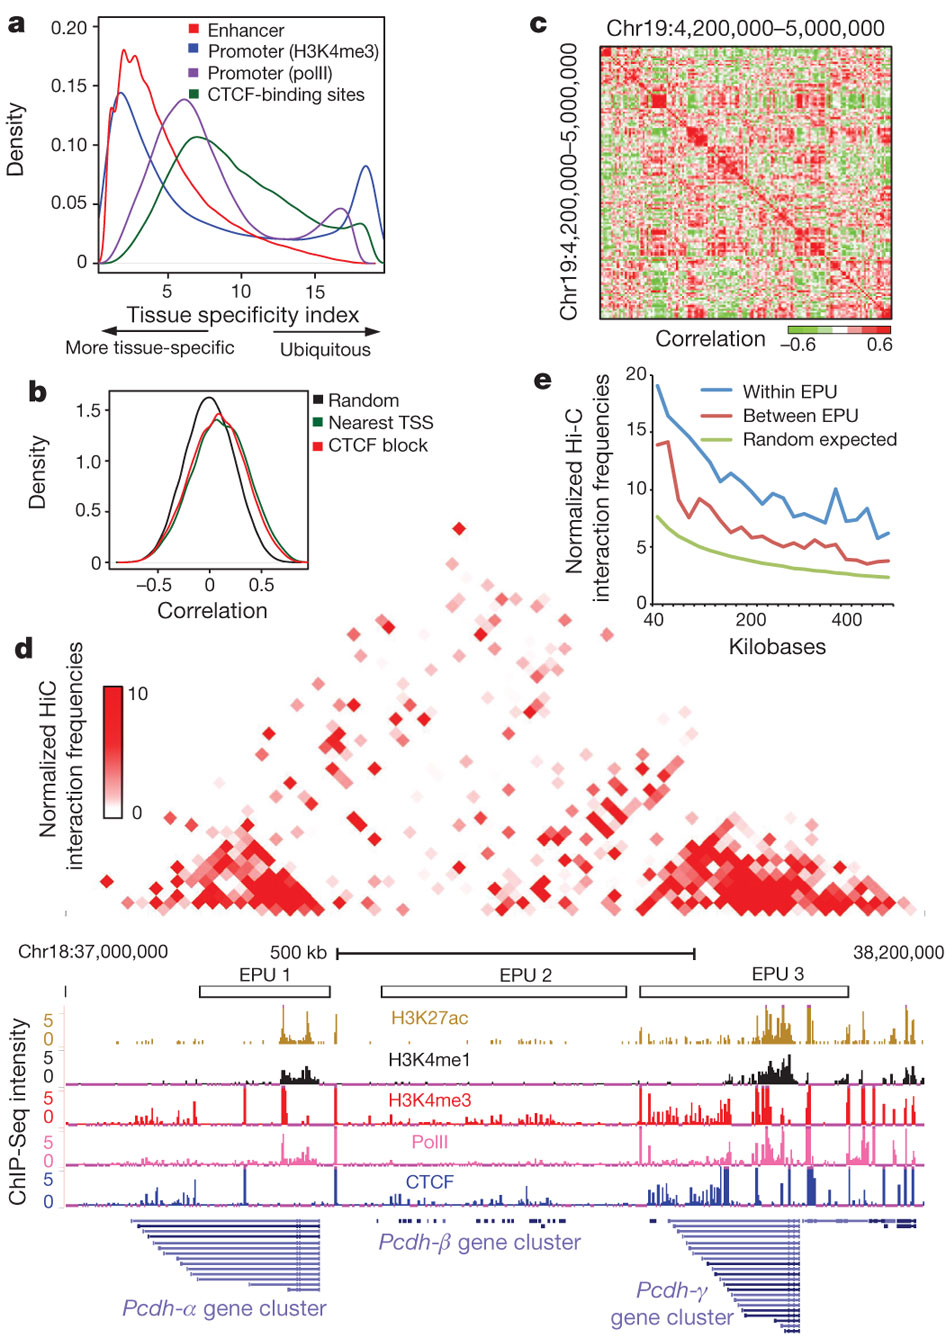 a
Density
0.20
0.15
0.10
0.05
0
Enhancer
Promoter (H3K4me3)
Promoter (polII)
CTCF-binding sites
5 10 15
Tissue specificity index
More tissue-specific
Ubiquitous
b
Density
1.5
1.0
0.5
0
Random
Nearest TSS
CTCF block
–0.5 0 0.5
Correlation
c
Chr19:4,200,000–5,000,000
Chr19:4,200,000–5,000,000
Correlation
–0.6 0.6
e
Normalized Hi-C
interaction frequencies
20
15
10
5
0
Within EPU
Between EPU
Random expected
40 200 400
Kilobases
d
Normalized HiC
interaction frequencies
10
0
Chr18:37,000,000
500 kb
38,200,000
EPU 1
EPU 2
EPU 3
ChIP-Seq intensity
5
0
H3K27ac
5
0
H3K4me1
5
0
H3K4me3
5
0
PolII
5
0
CTCF
Pcdh-α gene cluster
Pcdh-β gene cluster
Pcdh-γ
gene cluster